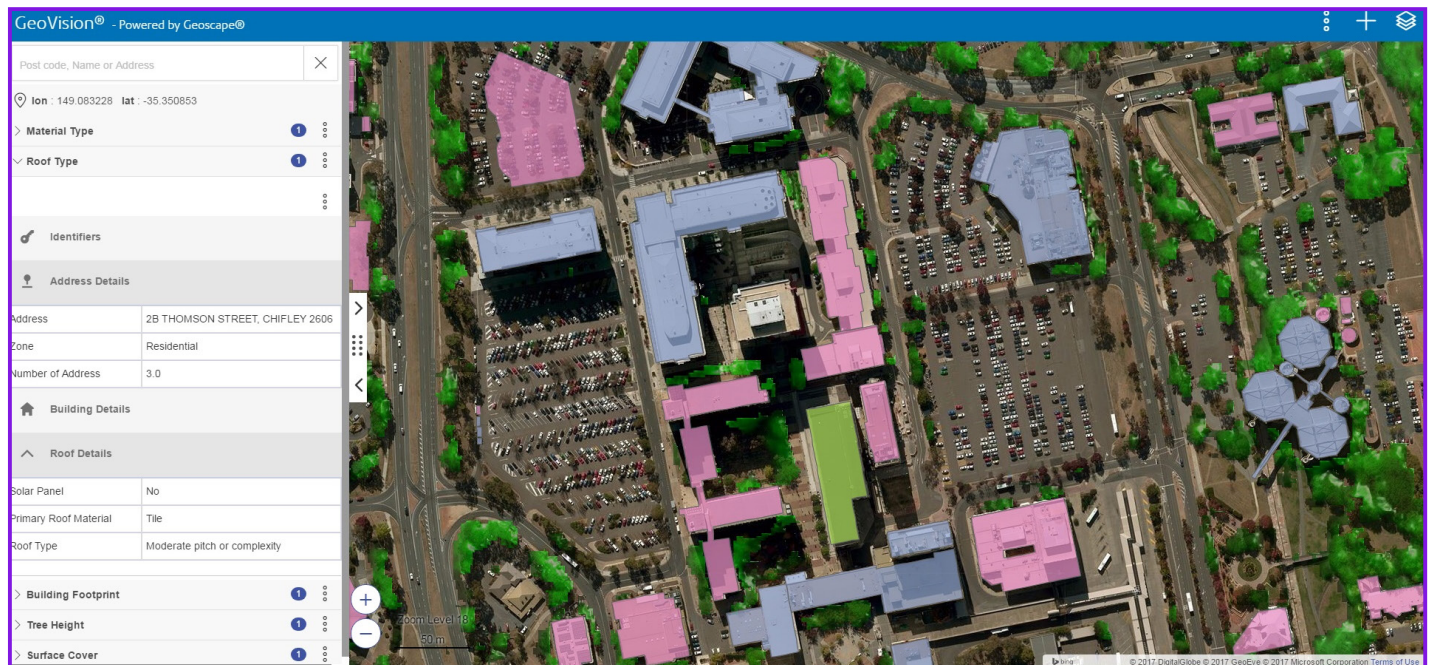 GeoVision® - Powered by Geoscape®
Post code, Name or Address
lon : 149.083228 lat : -35.350853
Material Type 1
Roof Type 1
Identifiers
Address Details
Address 2B THOMSON STREET, CHIFLEY 2606
Zone Residential
Number of Address 3.0
Building Details
Roof Details
Solar Panel No
Primary Roof Material Tile
Roof Type Moderate pitch or complexity
Building Footprint 1
Tree Height 1
Surface Cover 1
Zoom Level 18
50 m
bing
© 2017 DigitalGlobe © 2017 GeoEye © 2017 Microsoft Corporation Terms of Use